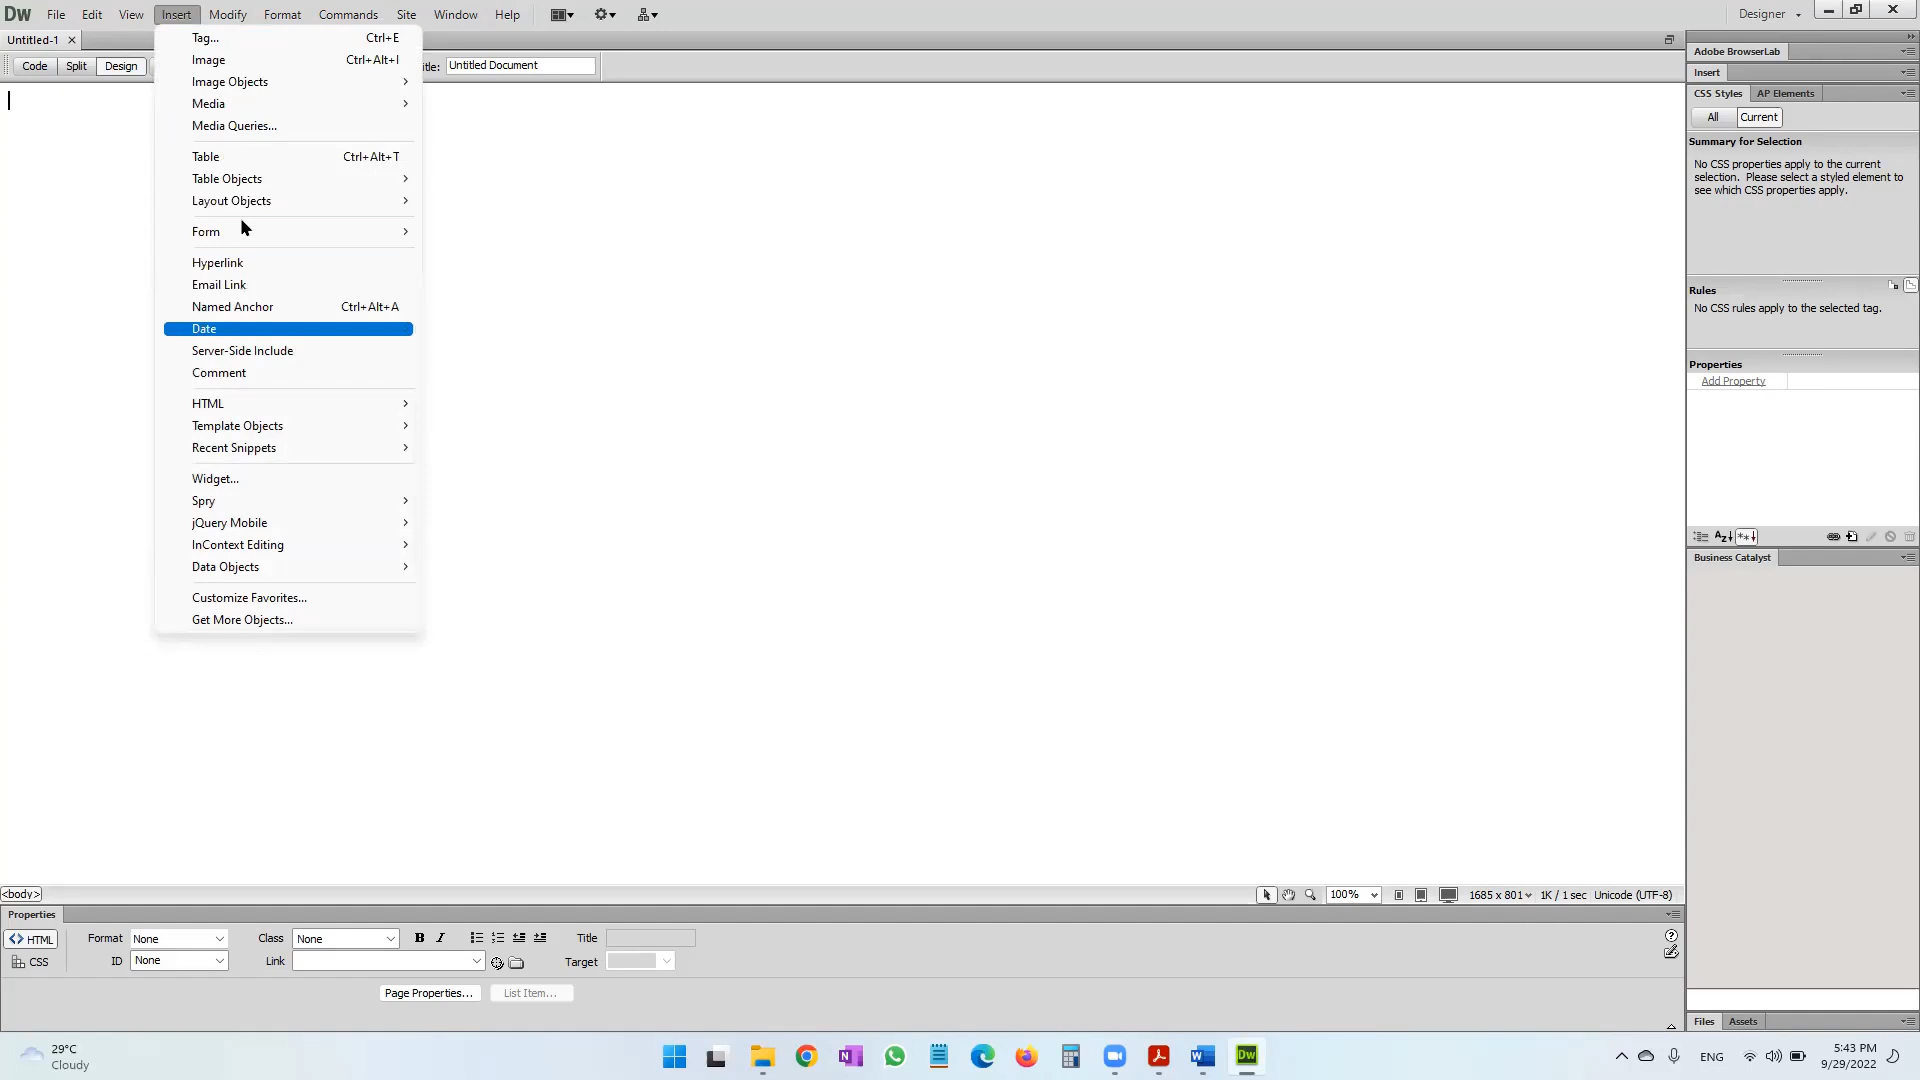 Dw File Edit View Insert Modify Format Commands Site Window Help Designer
Untitled-1
Code Split Design itle: Untitled Document
Tag... Ctrl+E
Image Ctrl+Alt+I
Image Objects
Media
Media Queries...
Table Ctrl+Alt+T
Table Objects
Layout Objects
Form
Hyperlink
Email Link
Named Anchor Ctrl+Alt+A
Date
Server-Side Include
Comment
HTML
Template Objects
Recent Snippets
Widget...
Spry
jQuery Mobile
InContext Editing
Data Objects
Customize Favorites...
Get More Objects...
Adobe BrowserLab
Insert
CSS Styles AP Elements
All Current
Summary for Selection
No CSS properties apply to the current
selection. Please select a styled element to
see which CSS properties apply.
Rules
No CSS rules apply to the selected tag.
Properties
Add Property
Business Catalyst
<body> 100% 1685 x 801 1K / 1 sec Unicode (UTF-8)
Properties
<> HTML Format None Class None B I Title
CSS ID None Link Target
Page Properties... List Item...
Files Assets
29°C
Cloudy
Dw
ENG
5:43 PM
9/29/2022